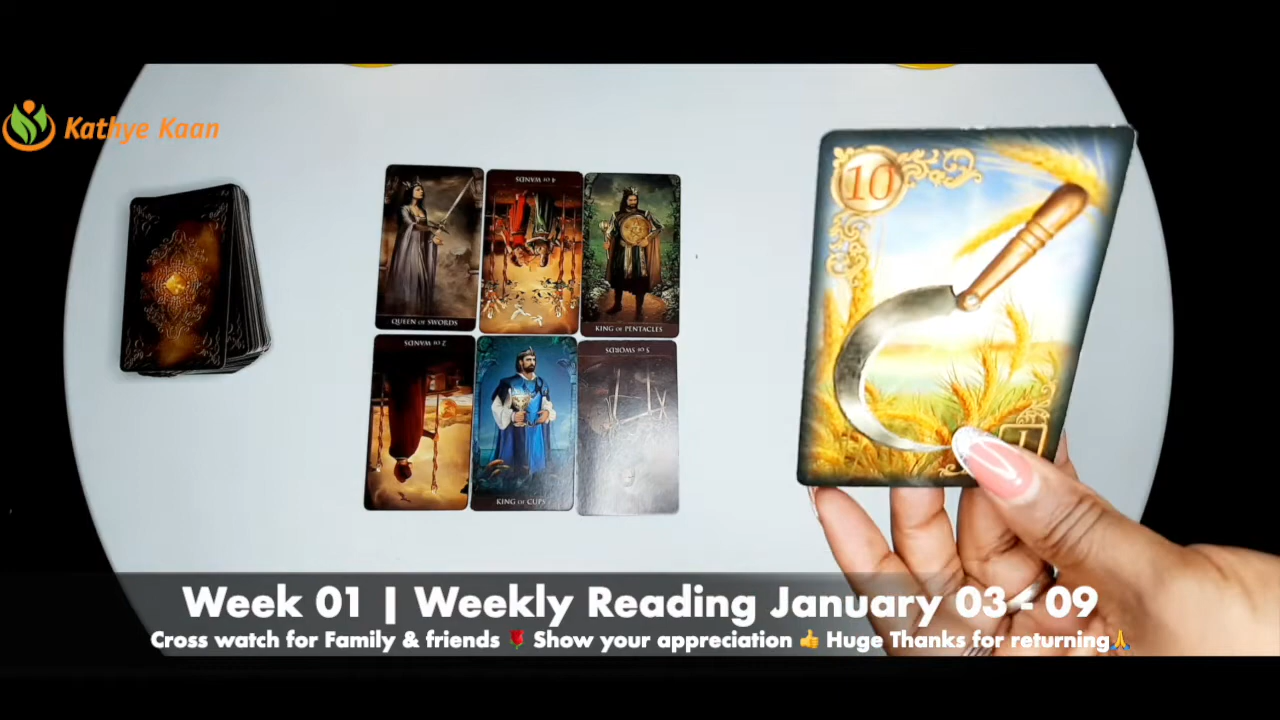 Kathye Kaan
10
4 OF WANDS
QUEEN OF SWORDS
KING OF PENTACLES
2 OF WANDS
5 OF SWORDS
KING OF CUPS
Week 01 | Weekly Reading January 03 - 09
Cross watch for Family & friends 🌹 Show your appreciation 👍 Huge Thanks for returning🙏